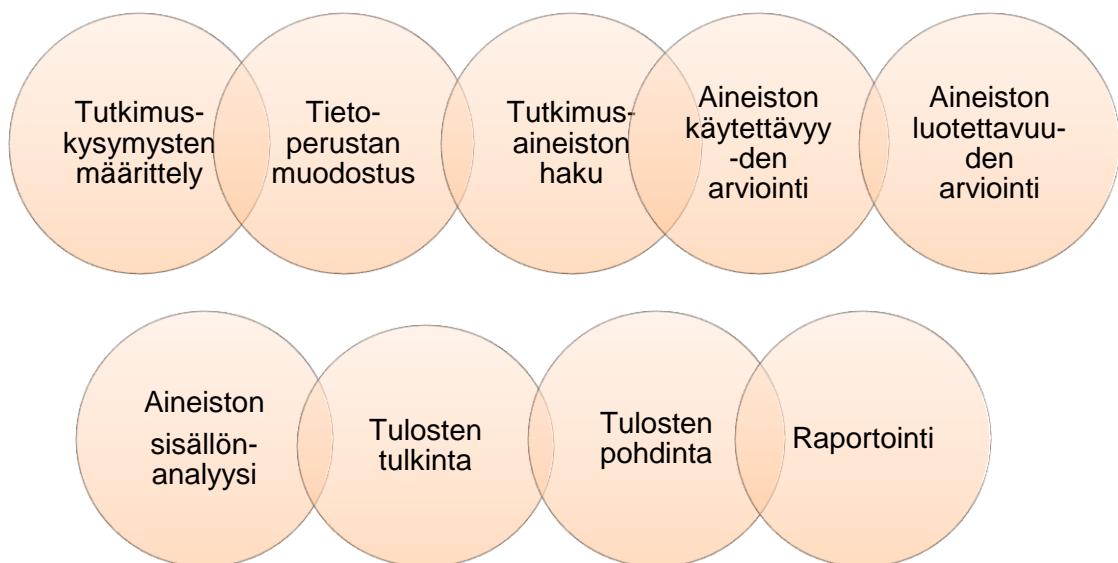 Tutkimus-
kysymysten
määrittely
Tieto-
perustan
muodostus
Tutkimus-
aineiston
haku
Aineiston
käytettävyy
-den
arviointi
Aineiston
luotettavuu-
den
arviointi
Aineiston
sisällön-
analyysi
Tulosten
tulkinta
Tulosten
pohdinta
Raportointi